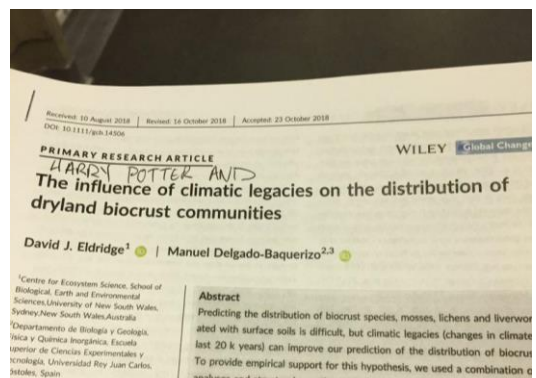 Received: 10 August 2018 | Revised: 16 October 2018 | Accepted: 23 October 2018
DOI: 10.1111/gcb.14506
WILEY Global Change
PRIMARY RESEARCH ARTICLE
HARRY POTTER AND
The influence of climatic legacies on the distribution of
dryland biocrust communities
David J. Eldridge1 | Manuel Delgado-Baquerizo2,3
1Centre for Ecosystem Science, School of
Biological, Earth and Environmental
Sciences,University of New South Wales,
Sydney,New South Wales,Australia
2Departamento de Biología y Geología,
ísica y Química Inorgánica, Escuela
uperior de Ciencias Experimentales y
cnología, Universidad Rey Juan Carlos,
óstoles, Spain
Abstract
Predicting the distribution of biocrust species, mosses, lichens and liverwor
ated with surface soils is difficult, but climatic legacies (changes in climate
last 20 k years) can improve our prediction of the distribution of biocrus
To provide empirical support for this hypothesis, we used a combination o